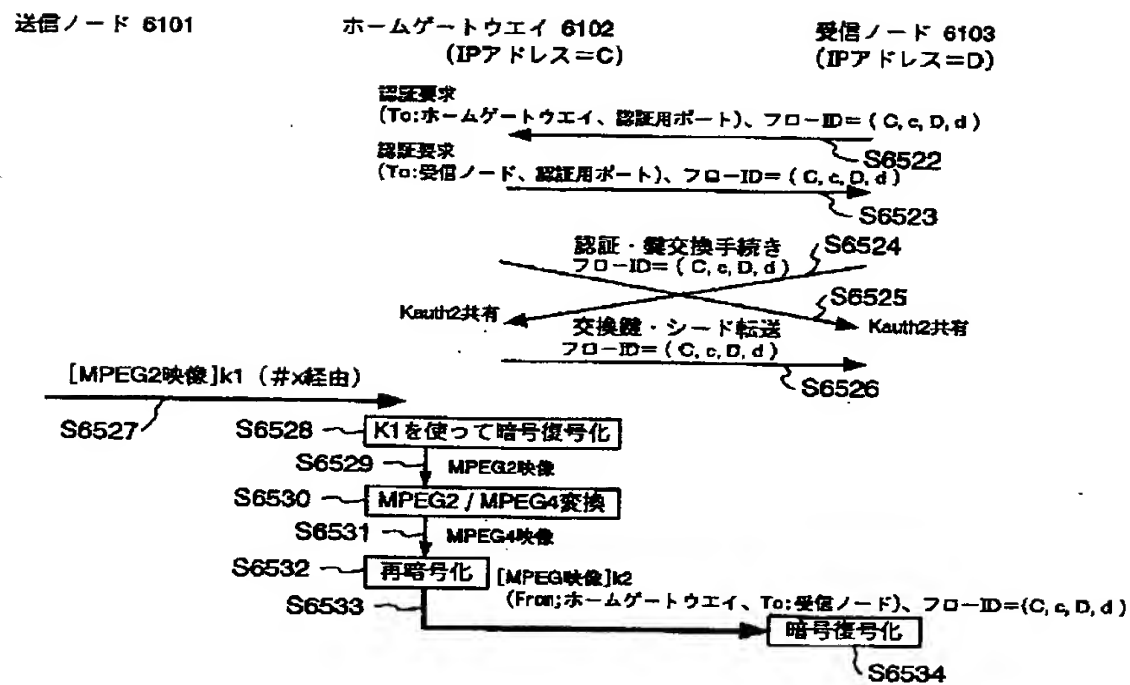 送信ノード 6101
ホームゲートウエイ 6102
(IPアドレス=C)
受信ノード 6103
(IPアドレス=D)
認証要求
(To:ホームゲートウエイ、認証用ポート)、フローID=(C,c,D,d)
S6522
認証要求
(To:受信ノード、認証用ポート)、フローID=(C,c,D,d)
S6523
認証・鍵交換手続き
S6524
フローID=(C,c,D,d)
S6525
Kauth2共有
Kauth2共有
交換鍵・シード転送
フローID=(C,c,D,d)
S6526
[MPEG2映像]k1(#x経由)
S6527
S6528
K1を使って暗号復号化
S6529
MPEG2映像
S6530
MPEG2/MPEG4変換
S6531
MPEG4映像
S6532
再暗号化
[MPEG映像]k2
S6533
(From;ホームゲートウエイ、To:受信ノード)、フローID={C,c,D,d)
暗号復号化
S6534